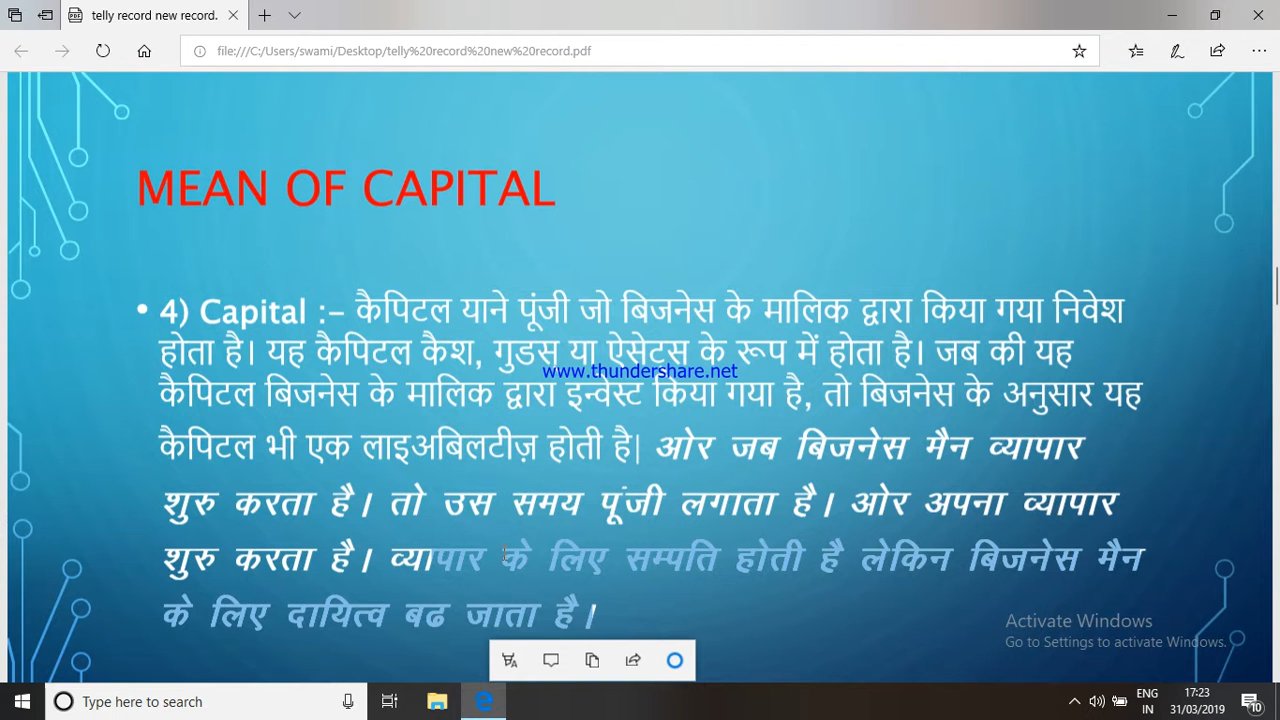 telly record new record.
file:///C:/Users/swami/Desktop/telly%20record%20new%20record.pdf
MEAN OF CAPITAL
• 4) Capital :- कैपिटल याने पूंजी जो बिजनेस के मालिक द्वारा किया गया निवेश
होता है। यह कैपिटल कैश, गुडस या ऐसेटस के रूप में होता है। जब की यह
www.thundershare.net
कैपिटल बिजनेस के मालिक द्वारा इन्वेस्ट किया गया है, तो बिजनेस के अनुसार यह
कैपिटल भी एक लाइअबिलटीज़ होती है| ओर जब बिजनेस मैन व्यापार
शुरु करता है। तो उस समय पूंजी लगाता है। ओर अपना व्यापार
शुरु करता है। व्यापार के लिए सम्पति होती है लेकिन बिजनेस मैन
के लिए दायित्व बढ जाता है।
Activate Windows
Go to Settings to activate Windows.
Type here to search
ENG
IN
17:23
31/03/2019
10